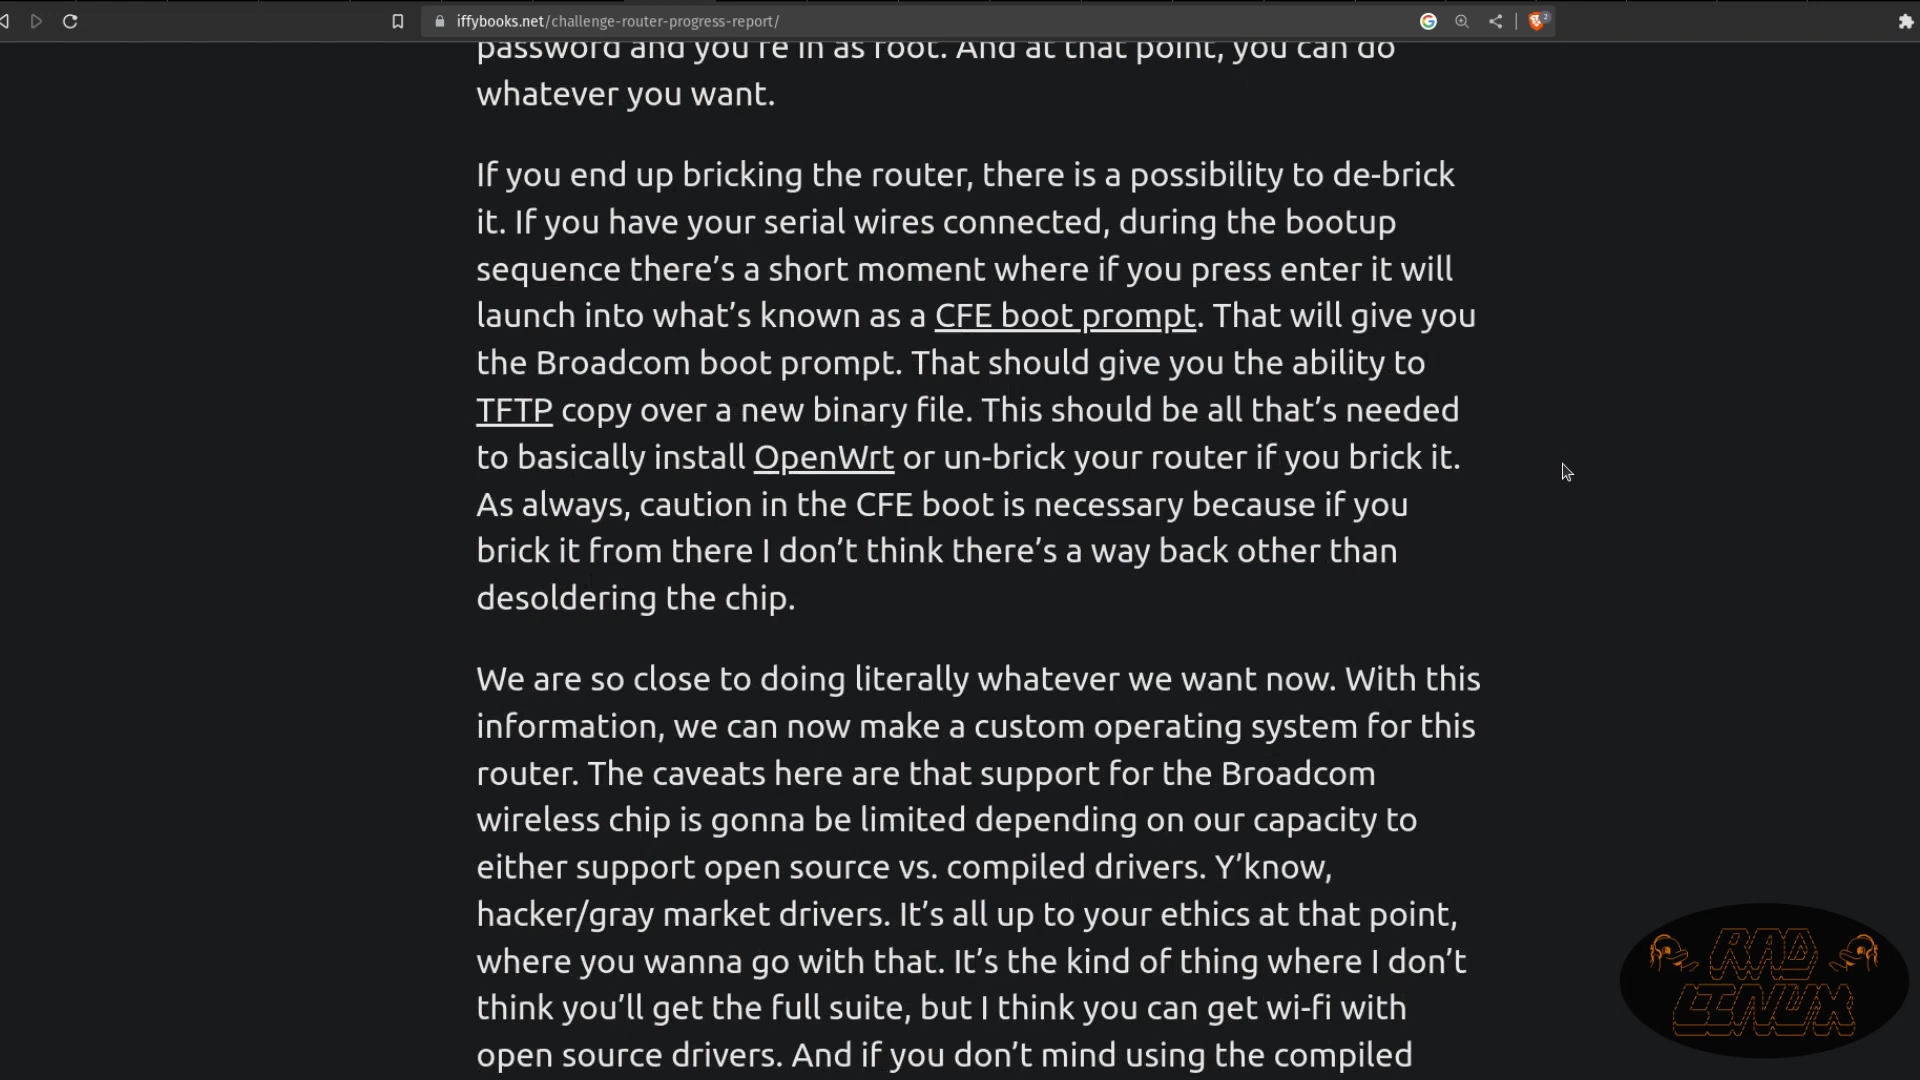 iffybooks.net/challenge-router-progress-report/
2
password and you're in as root. And at that point, you can do
whatever you want.
If you end up bricking the router, there is a possibility to de-brick
it. If you have your serial wires connected, during the bootup
sequence there's a short moment where if you press enter it will
launch into what's known as a CFE boot prompt. That will give you
the Broadcom boot prompt. That should give you the ability to
TFTP copy over a new binary file. This should be all that's needed
to basically install OpenWrt or un-brick your router if you brick it.
As always, caution in the CFE boot is necessary because if you
brick it from there I don't think there's a way back other than
desoldering the chip.
We are so close to doing literally whatever we want now. With this
information, we can now make a custom operating system for this
router. The caveats here are that support for the Broadcom
wireless chip is gonna be limited depending on our capacity to
either support open source vs. compiled drivers. Y'know,
hacker/gray market drivers. It's all up to your ethics at that point,
where you wanna go with that. It's the kind of thing where I don't
think you'll get the full suite, but I think you can get wi-fi with
open source drivers. And if you don't mind using the compiled
RAD
LINUX